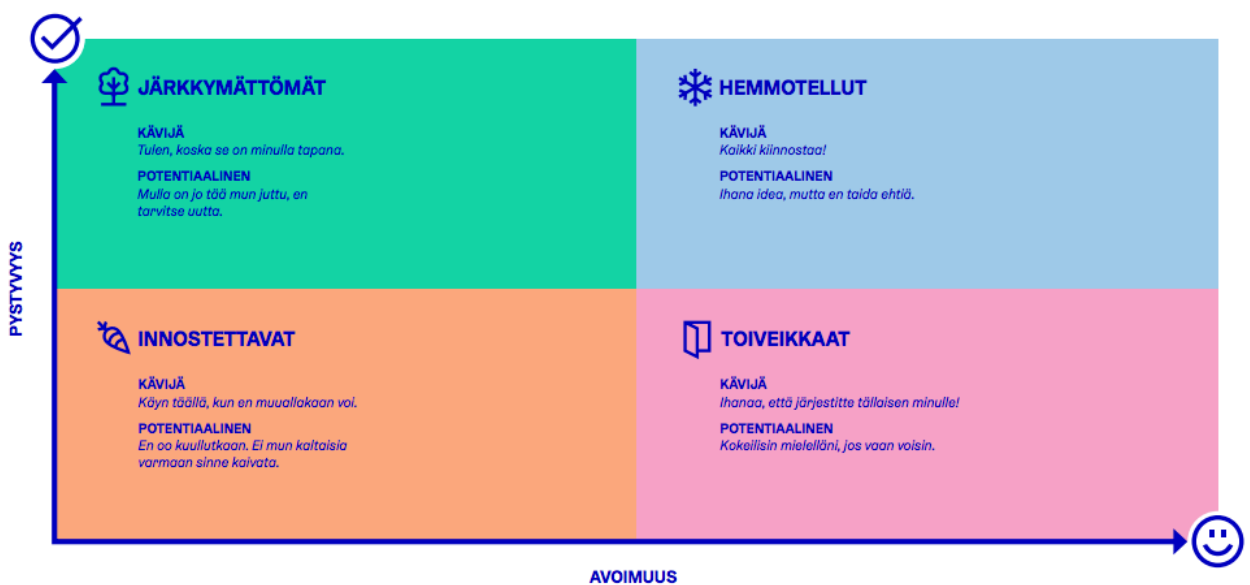 JÄRKKYMÄTTÖMÄT
KÄVIJÄ
Tulen, koska se on minulla tapana.
POTENTIAALINEN
Mulla on jo tää mun juttu, en
tarvitse uutta.
HEMMOTELLUT
KÄVIJÄ
Kaikki kiinnostaa!
POTENTIAALINEN
Ihana idea, mutta en taida ehtiä.
PYSTYVYYS
INNOSTETTAVAT
KÄVIJÄ
Käyn täällä, kun en muuallakaan voi.
POTENTIAALINEN
En oo kuullutkaan. Ei mun kaltaisia
varmaan sinne kaivata.
TOIVEIKKAAT
KÄVIJÄ
Ihanaa, että järjestitte tällaisen minulle!
POTENTIAALINEN
Kokeilisin mielelläni, jos vaan voisin.
AVOIMUUS